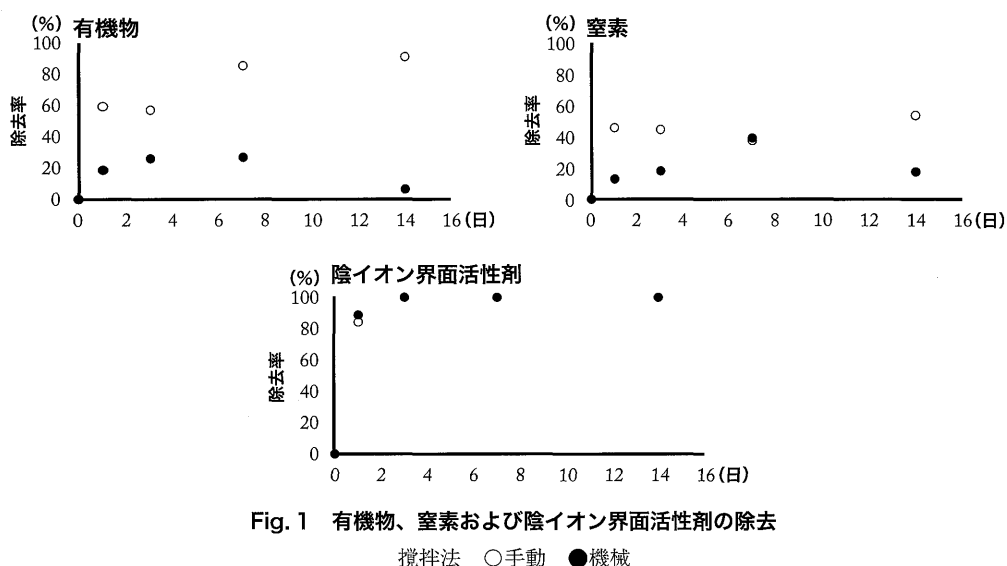 (%) 有機物
100
80
60
40
20
0
除去率
0 2 4 6 8 10 12 14 16(日)
(%) 窒素
100
80
60
40
20
0
除去率
0 2 4 6 8 10 12 14 16(日)
(%) 陰イオン界面活性剤
100
80
60
40
20
0
除去率
0 2 4 6 8 10 12 14 16(日)
Fig. 1 有機物、窒素および陰イオン界面活性剤の除去
撹拌法 ○手動 ●機械